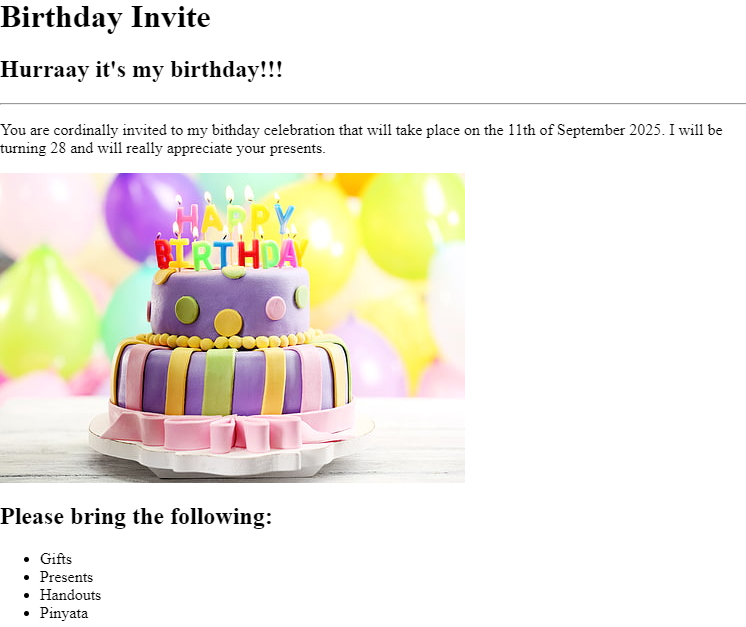 Birthday Invite
Hurraay it's my birthday!!!
You are cordinally invited to my bithday celebration that will take place on the 11th of September 2025. I will be
turning 28 and will really appreciate your presents.
HAPPY
BIRTHDAY
Please bring the following:
Gifts
Presents
Handouts
Pinyata